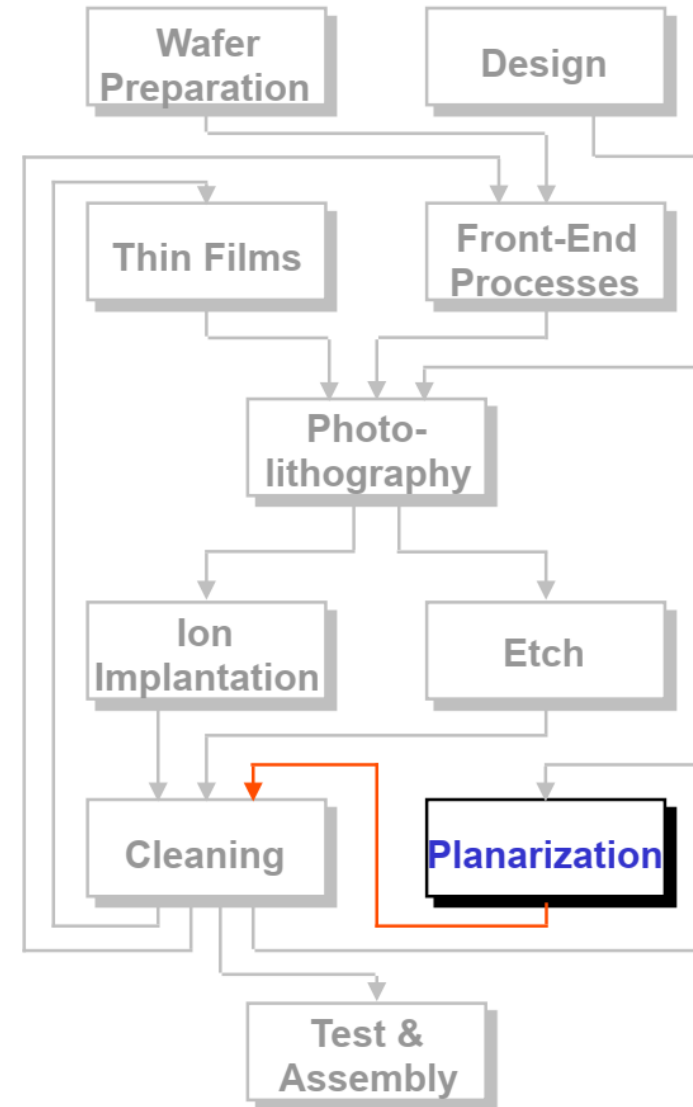 Wafer
Preparation
Design
Thin Films
Front-End
Processes
Photo-
lithography
Ion
Implantation
Etch
Cleaning
Planarization
Test &
Assembly